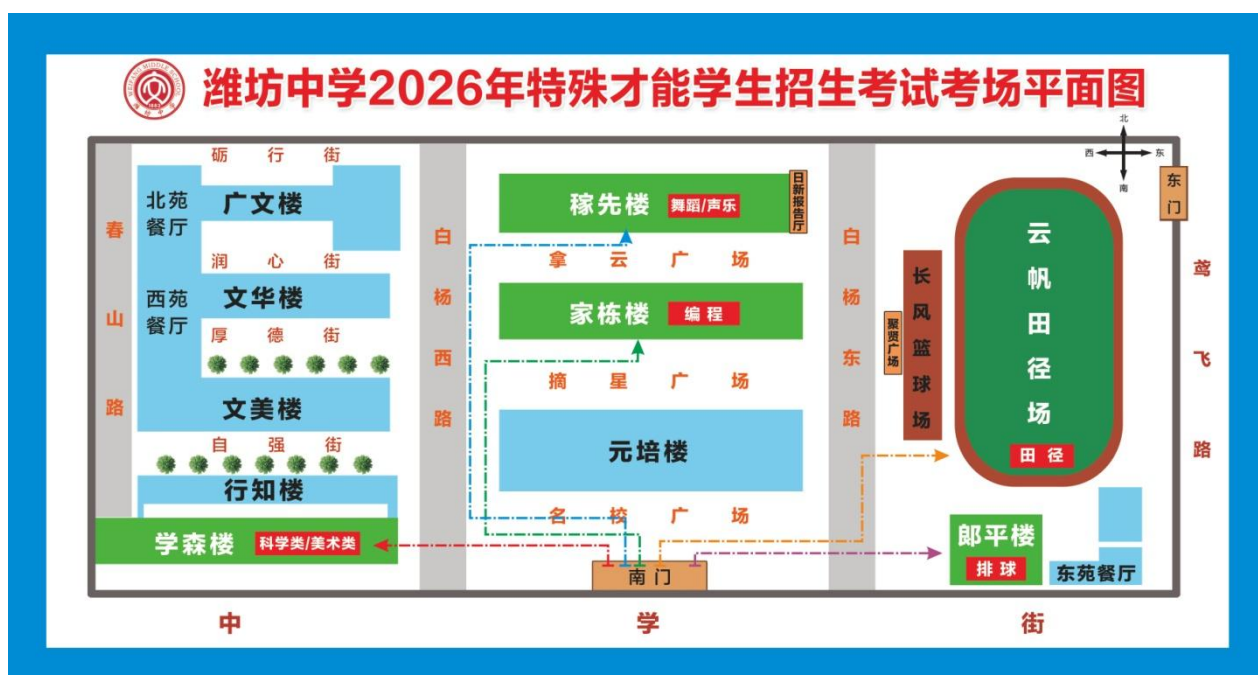 潍坊中学2026年特殊才能学生招生考试考场平面图
北
西 东
南
砺行街
北苑
餐厅
广文楼
润心街
西苑
餐厅
文华楼
厚德街
文美楼
自强街
行知楼
学森楼 科学类/美术类
春山路
白杨西路
稼先楼 舞蹈/声乐
日新报告厅
拿云广场
家栋楼 编程
摘星广场
元培楼
名校广场
南门
白杨东路
聚贤广场
长风篮球场
云帆田径场
田径
东门
鸢飞路
郎平楼
排球
东苑餐厅
中学街